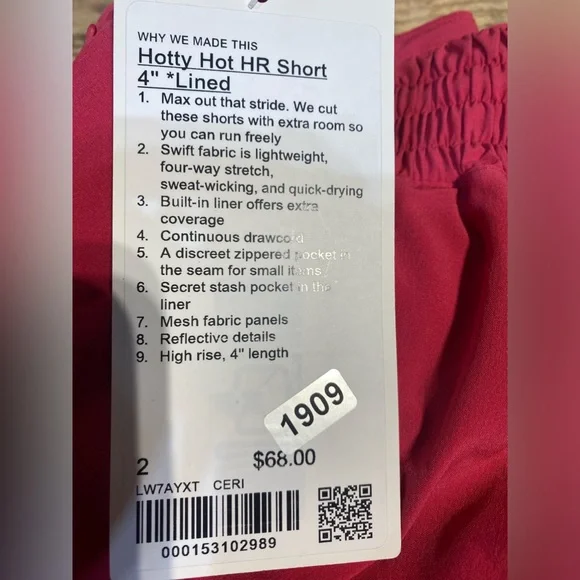 WHY WE MADE THIS
Hotty Hot HR Short
4" *Lined
1. Max out that stride. We cut
these shorts with extra room so
you can run freely
2. Swift fabric is lightweight,
four-way stretch,
sweat-wicking, and quick-drying
3. Built-in liner offers extra
coverage
4. Continuous drawcord
5. A discreet zippered pocket in
the seam for small items
6. Secret stash pocket in the
liner
7. Mesh fabric panels
8. Reflective details
9. High rise, 4" length
1909
2 $68.00
LW7AYXT CERI
000153102989